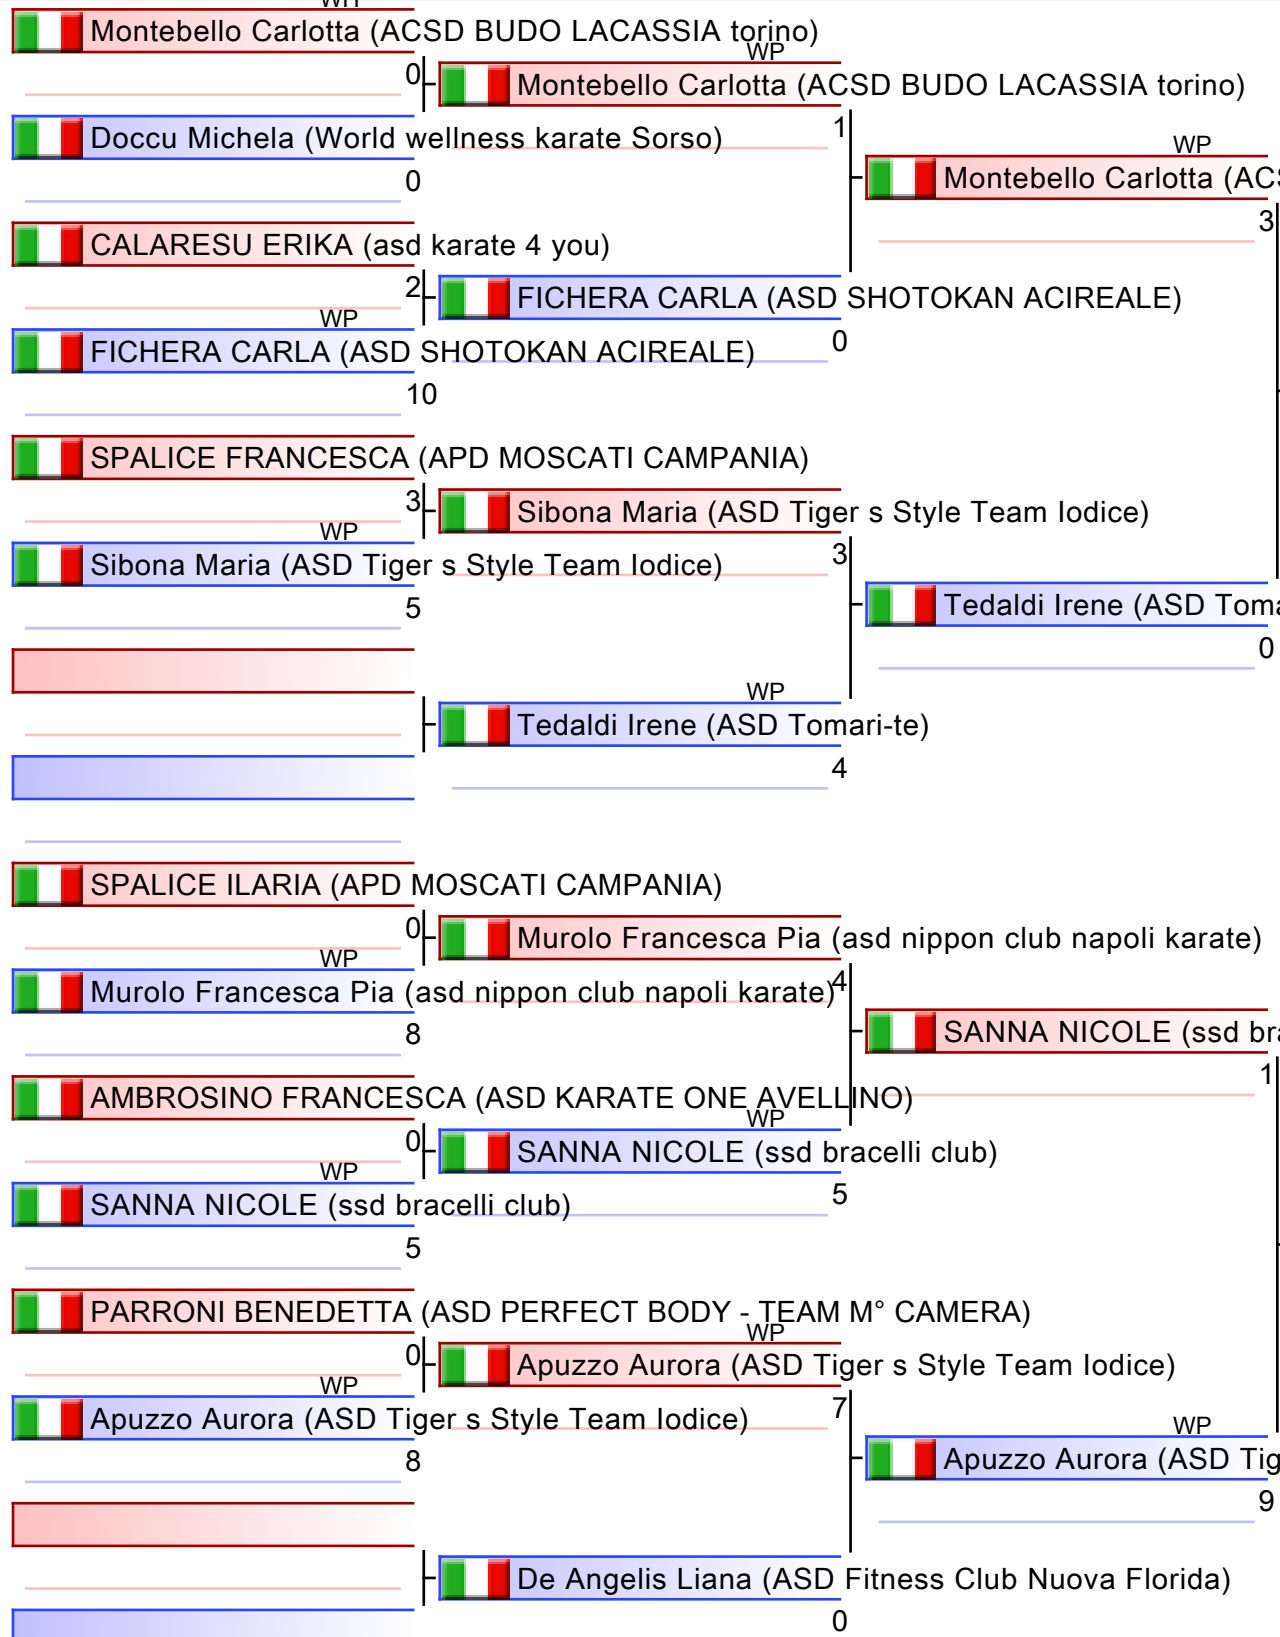 WH
Montebello Carlotta (ACSD BUDO LACASSIA torino)
0
WP
Montebello Carlotta (ACSD BUDO LACASSIA torino)
1
Doccu Michela (World wellness karate Sorso)
0
WP
Montebello Carlotta (ACS
3
CALARESU ERIKA (asd karate 4 you)
2
FICHERA CARLA (ASD SHOTOKAN ACIREALE)
0
WP
FICHERA CARLA (ASD SHOTOKAN ACIREALE)
10
SPALICE FRANCESCA (APD MOSCATI CAMPANIA)
3
Sibona Maria (ASD Tiger s Style Team Iodice)
3
WP
Sibona Maria (ASD Tiger s Style Team Iodice)
5
Tedaldi Irene (ASD Toma
0
WP
Tedaldi Irene (ASD Tomari-te)
4
SPALICE ILARIA (APD MOSCATI CAMPANIA)
0
Murolo Francesca Pia (asd nippon club napoli karate)
4
WP
Murolo Francesca Pia (asd nippon club napoli karate)
8
SANNA NICOLE (ssd bra
1
AMBROSINO FRANCESCA (ASD KARATE ONE AVELLINO)
0
WP
SANNA NICOLE (ssd bracelli club)
5
WP
SANNA NICOLE (ssd bracelli club)
5
PARRONI BENEDETTA (ASD PERFECT BODY - TEAM M° CAMERA)
0
WP
Apuzzo Aurora (ASD Tiger s Style Team Iodice)
7
WP
Apuzzo Aurora (ASD Tiger s Style Team Iodice)
8
WP
Apuzzo Aurora (ASD Tig
9
De Angelis Liana (ASD Fitness Club Nuova Florida)
0